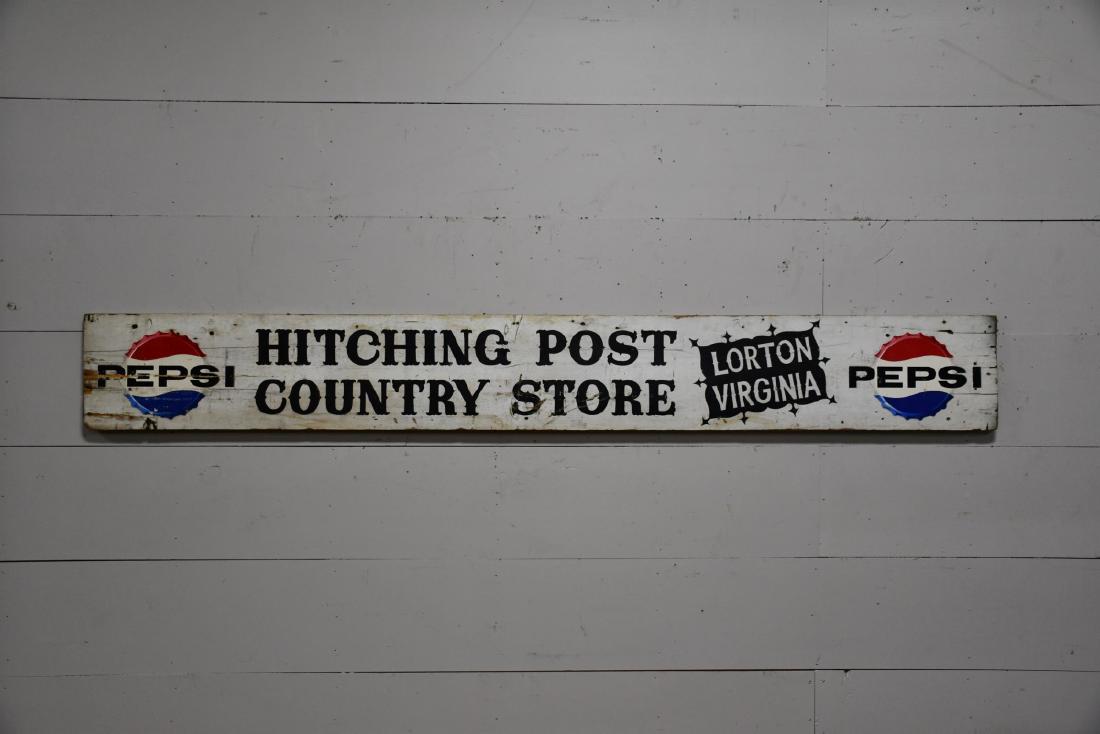 PEPSI
HITCHING POST
COUNTRY STORE
LORTON
VIRGINIA
PEPSI